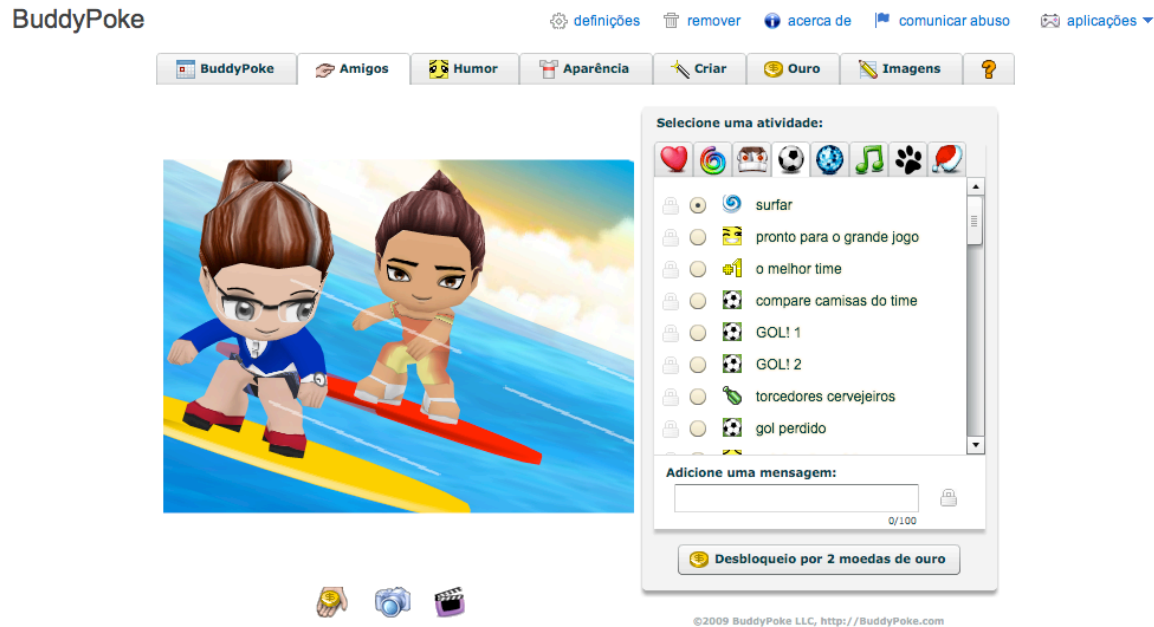 BuddyPoke
definições remover acerca de comunicar abuso aplicações
BuddyPoke Amigos Humor Aparência Criar Ouro Imagens ?
Selecione uma atividade:
surfar
pronto para o grande jogo
+1 o melhor time
compare camisas do time
GOL! 1
GOL! 2
torcedores cervejeiros
gol perdido
Adicione uma mensagem:
0/100
Desbloqueio por 2 moedas de ouro
©2009 BuddyPoke LLC, http://BuddyPoke.com